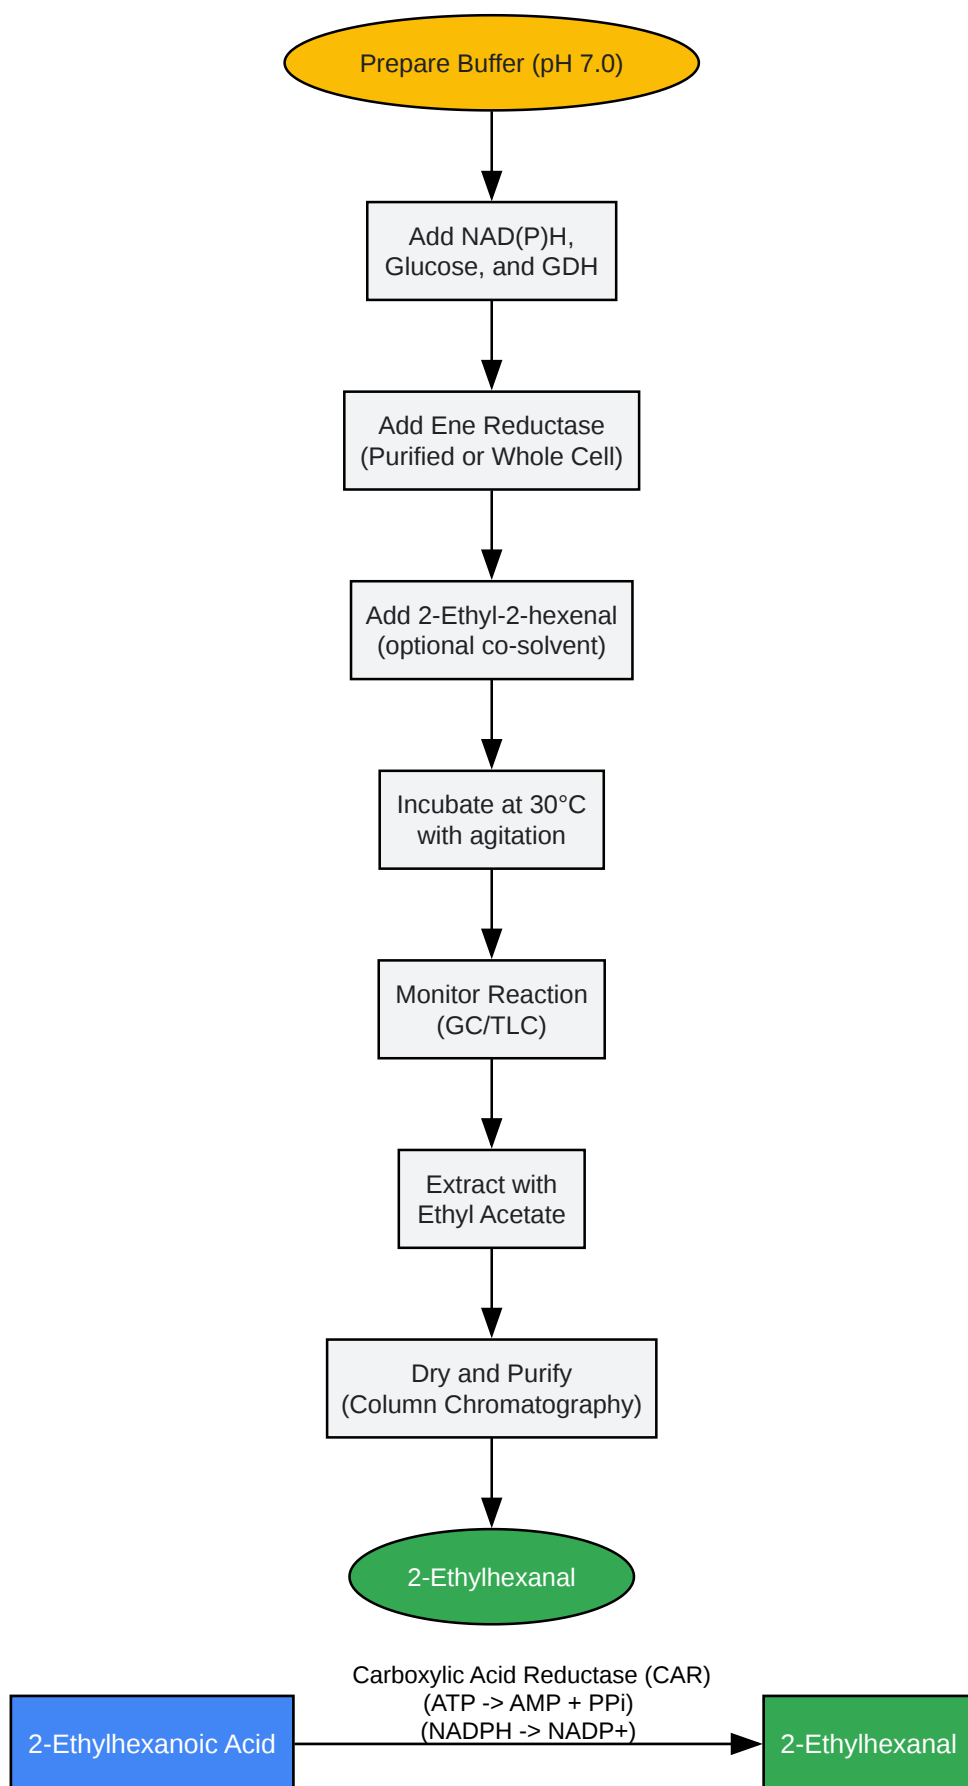 Prepare Buffer (pH 7.0)
Add NAD(P)H,
Glucose, and GDH
Add Ene Reductase
(Purified or Whole Cell)
Add 2-Ethyl-2-hexenal
(optional co-solvent)
Incubate at 30°C
with agitation
Monitor Reaction
(GC/TLC)
Extract with
Ethyl Acetate
Dry and Purify
(Column Chromatography)
2-Ethylhexanal
Carboxylic Acid Reductase (CAR)
(ATP -> AMP + PPi)
(NADPH -> NADP+)
2-Ethylhexanoic Acid
2-Ethylhexanal